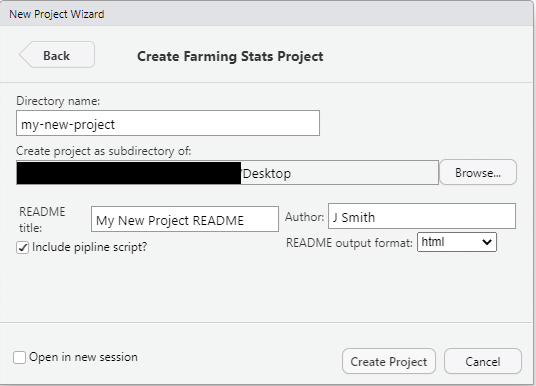 New Project Wizard
Back
Create Farming Stats Project
Directory name:
my-new-project
Create project as subdirectory of:
/Desktop
Browse...
README
title:
My New Project README
Author:
J Smith
Include pipline script?
README output format:
html
Open in new session
Create Project
Cancel